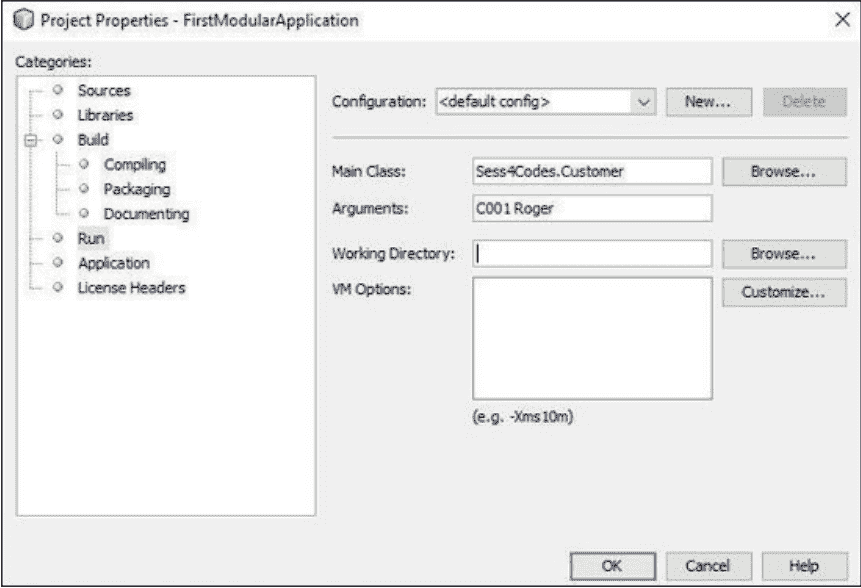 Project Properties - FirstModularApplication
Categories:
Sources
Libraries
Build
Compiling
Packaging
Documenting
Run
Application
License Headers
Configuration: <default config> New... Delete
Main Class: Sess4Codes.Customer Browse...
Arguments: C001 Roger
Working Directory: Browse...
VM Options: Customize...
(e.g. -Xms10m)
OK Cancel Help